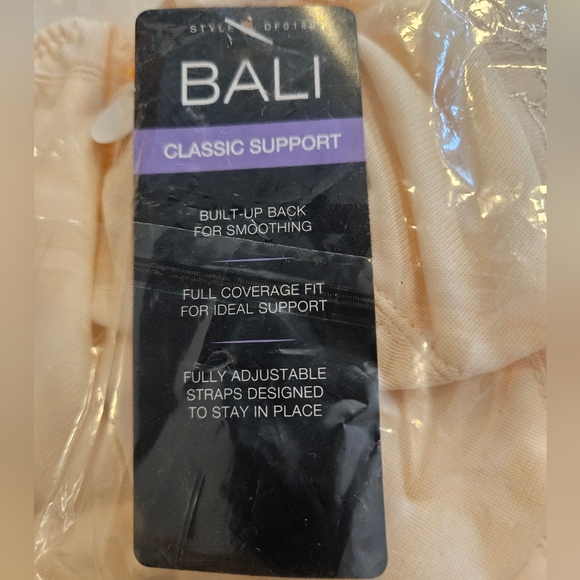 STYLE
BALI
CLASSIC SUPPORT
BUILT-UP BACK
FOR SMOOTHING
FULL COVERAGE FIT
FOR IDEAL SUPPORT
FULLY ADJUSTABLE
STRAPS DESIGNED
TO STAY IN PLACE